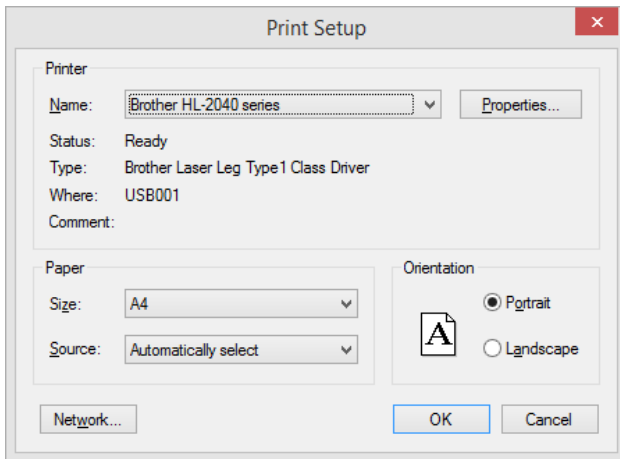 Print Setup
Printer
Name: Brother HL-2040 series Properties...
Status: Ready
Type: Brother Laser Leg Type1 Class Driver
Where: USB001
Comment:
Paper Orientation
Size: A4 Portrait
Source: Automatically select A Landscape
Network... OK Cancel